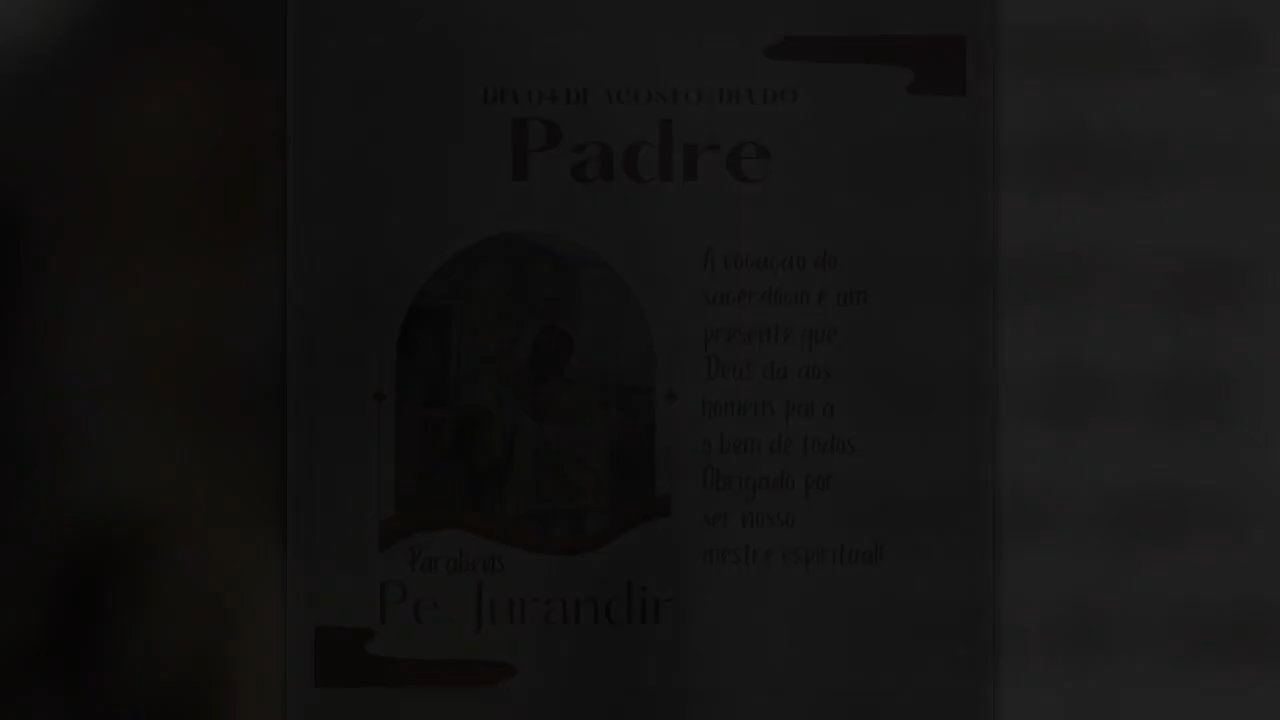 DIA 04 DE AGOSTO: DIA DO
Padre
A vocação do
sacerdócio é um
presente que
Deus dá aos
homens para
o bem de todos.
Obrigado por
ser nosso
mestre espiritual!
Parabéns
Pe. Jurandir